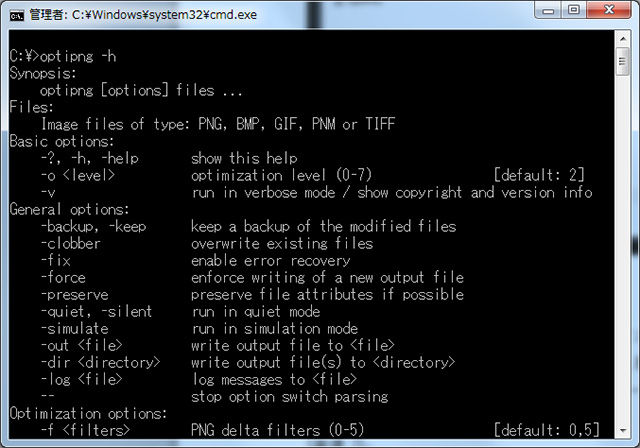 管理者: C:¥Windows¥system32¥cmd.exe
C:¥>optipng -h
Synopsis:
    optipng [options] files ...
Files:
    Image files of type: PNG, BMP, GIF, PNM or TIFF
Basic options:
    -?, -h, -help       show this help
    -o <level>          optimization level (0-7)                [default: 2]
    -v                  run in verbose mode / show copyright and version info
General options:
    -backup, -keep      keep a backup of the modified files
    -clobber            overwrite existing files
    -fix                enable error recovery
    -force              enforce writing of a new output file
    -preserve           preserve file attributes if possible
    -quiet, -silent     run in quiet mode
    -simulate           run in simulation mode
    -out <file>         write output file to <file>
    -dir <directory>    write output file(s) to <directory>
    -log <file>         log messages to <file>
    --                  stop option switch parsing
Optimization options:
    -f <filters>        PNG delta filters (0-5)                 [default: 0,5]